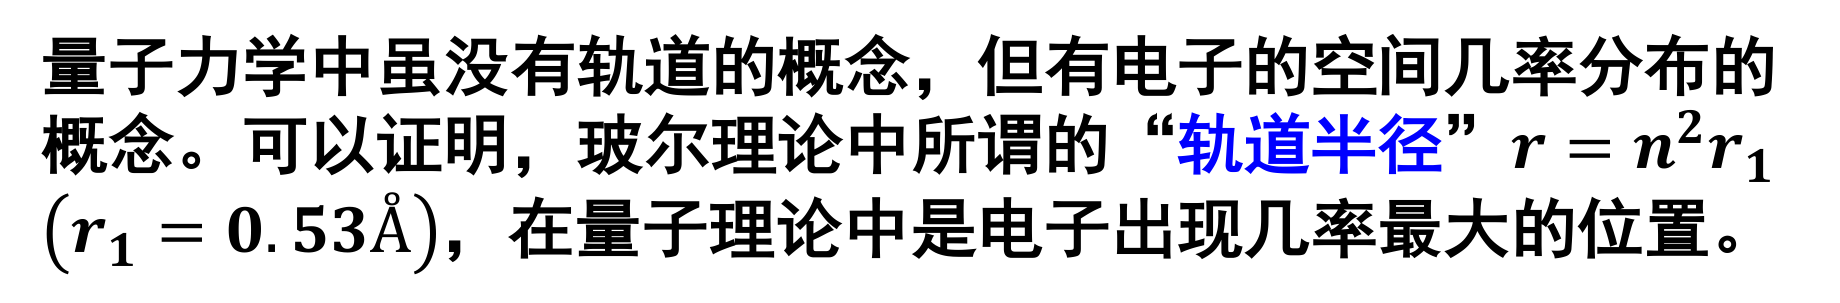 量子力学中虽没有轨道的概念，但有电子的空间几率分布的
概念。可以证明，玻尔理论中所谓的“轨道半径”r = n²r₁
(r₁ = 0.53Å)，在量子理论中是电子出现几率最大的位置。